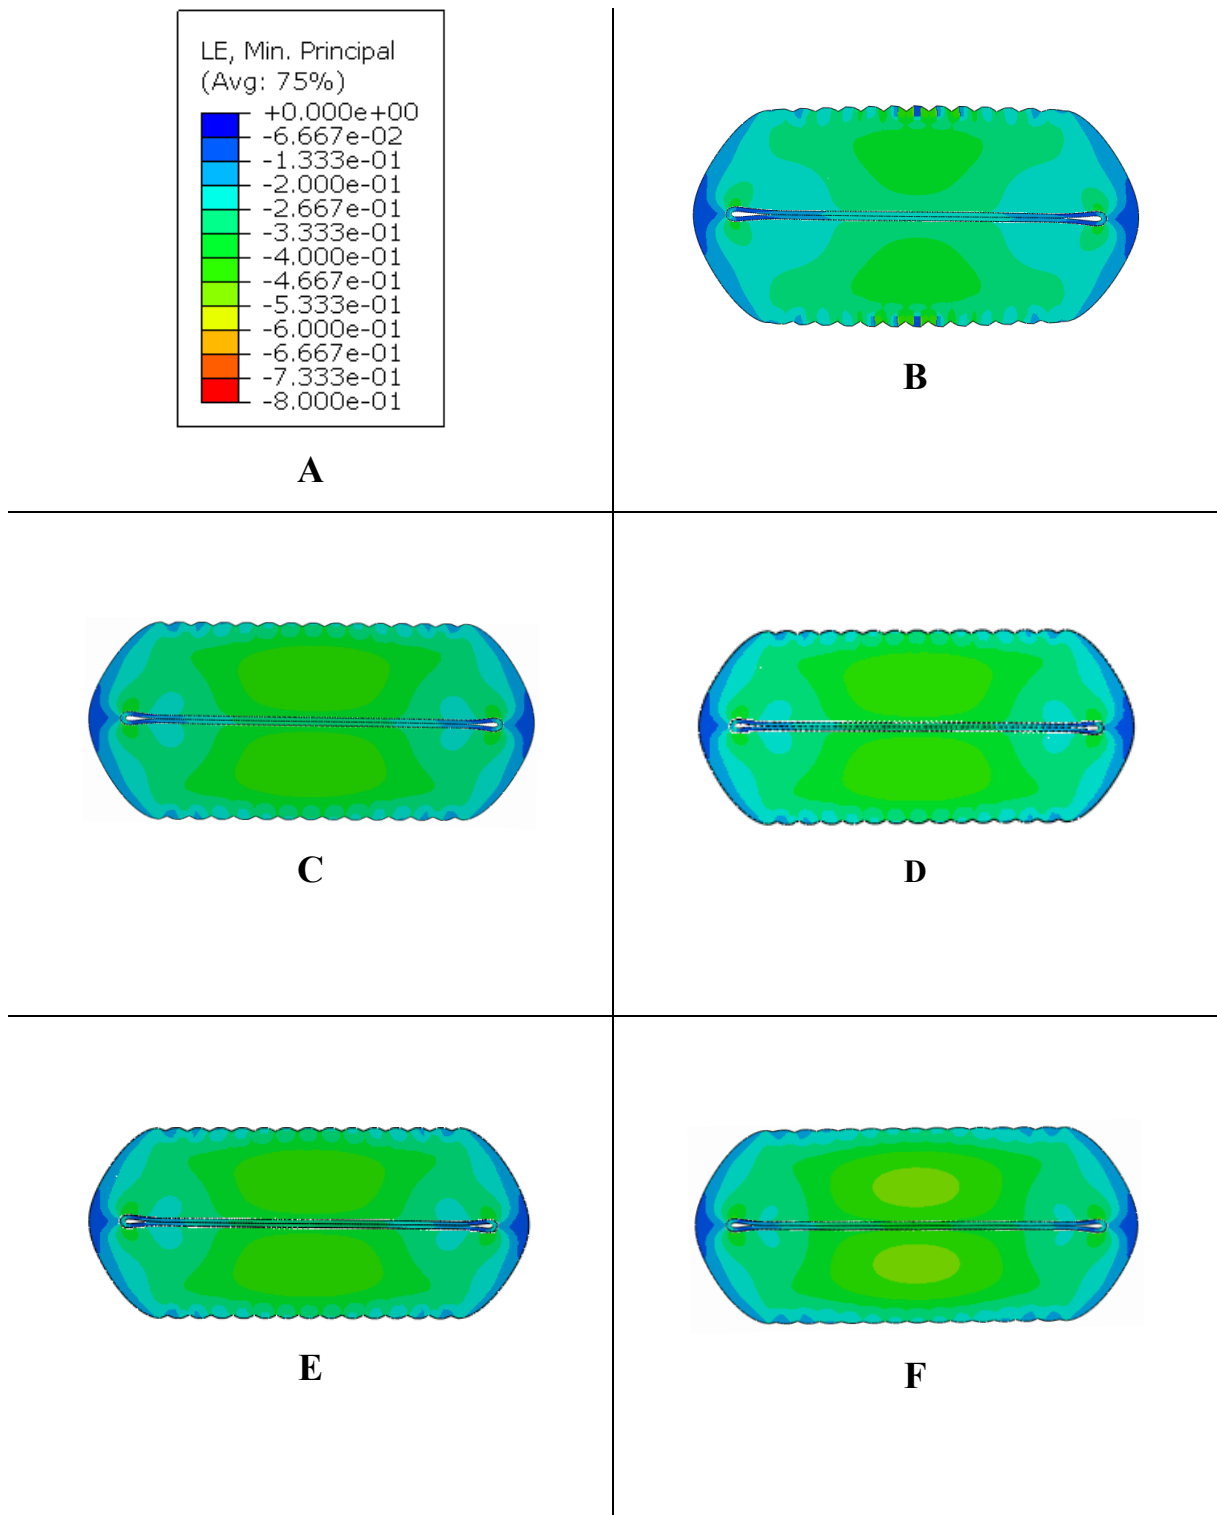 LE, Min. Principal
(Avg: 75%)
+0.000e+00
-6.667e-02
-1.333e-01
-2.000e-01
-2.667e-01
-3.333e-01
-4.000e-01
-4.667e-01
-5.333e-01
-6.000e-01
-6.667e-01
-7.333e-01
-8.000e-01
A
B
C
D
E
F